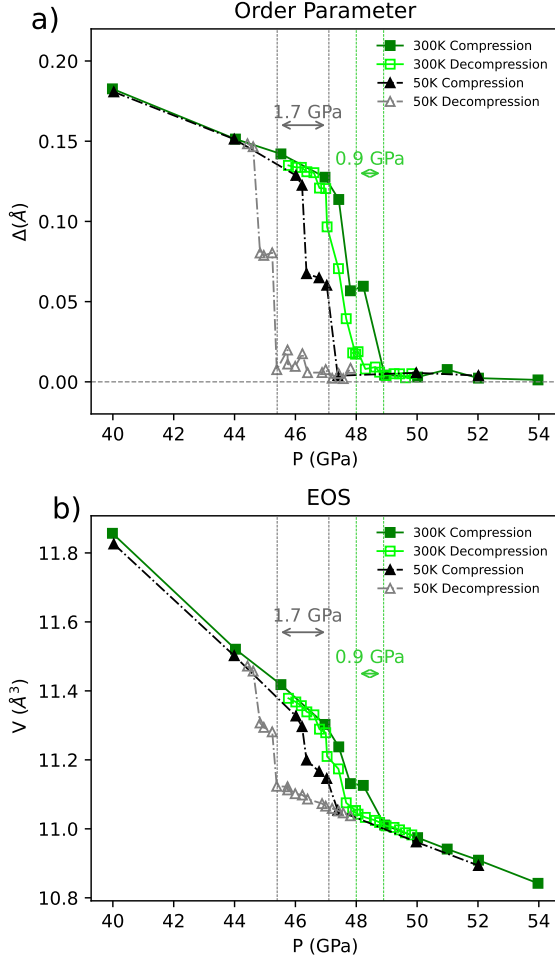 a)
Order Parameter
0.20
0.15
0.10
0.05
0.00
Δ(Å)
300K Compression
300K Decompression
50K Compression
50K Decompression
1.7 GPa
0.9 GPa
40 42 44 46 48 50 52 54
P (GPa)
b)
EOS
11.8
11.6
11.4
11.2
11.0
10.8
V (Å³)
300K Compression
300K Decompression
50K Compression
50K Decompression
1.7 GPa
0.9 GPa
40 42 44 46 48 50 52 54
P (GPa)